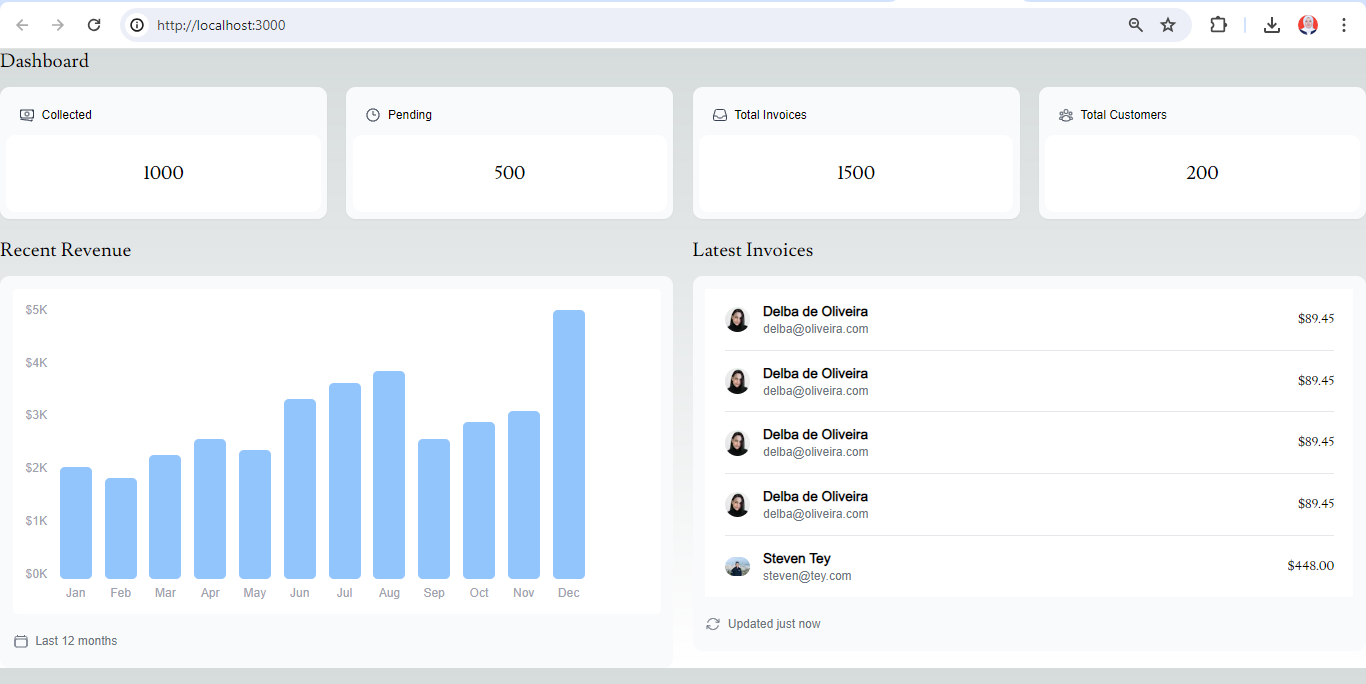 http://localhost:3000
Dashboard
Collected
1000
Pending
500
Total Invoices
1500
Total Customers
200
Recent Revenue
$5K
$4K
$3K
$2K
$1K
$0K
Jan Feb Mar Apr May Jun Jul Aug Sep Oct Nov Dec
Last 12 months
Latest Invoices
Delba de Oliveira
delba@oliveira.com
$89.45
Delba de Oliveira
delba@oliveira.com
$89.45
Delba de Oliveira
delba@oliveira.com
$89.45
Delba de Oliveira
delba@oliveira.com
$89.45
Steven Tey
steven@tey.com
$448.00
Updated just now